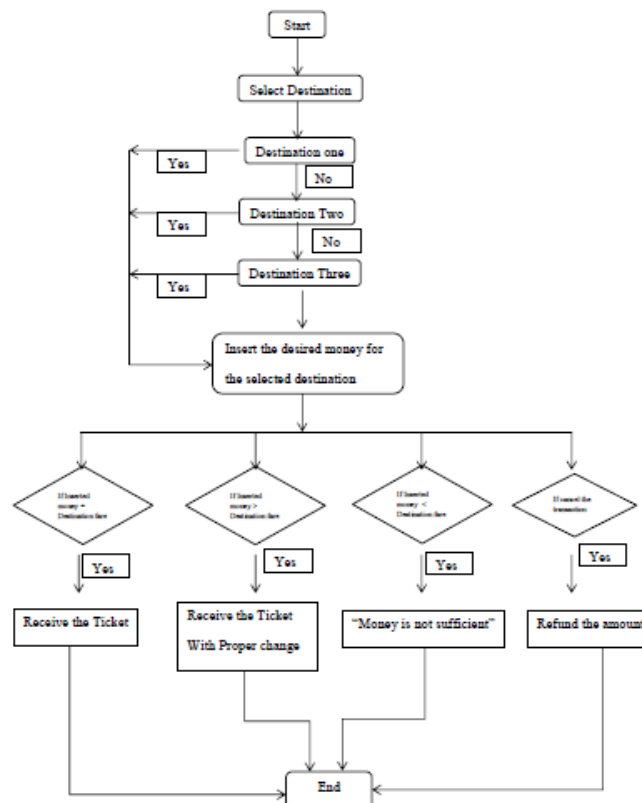 Start
Select Destination
Destination one
Yes
No
Destination Two
Yes
No
Destination Three
Yes
Insert the desired money for
the selected destination
If Inserted
money =
Destination fare
If Inserted
money >
Destination fare
If Inserted
money <
Destination fare
If cancel the
transaction
Yes
Yes
Yes
Yes
Receive the Ticket
Receive the Ticket
With Proper change
“Money is not sufficient”
Refund the amount
End